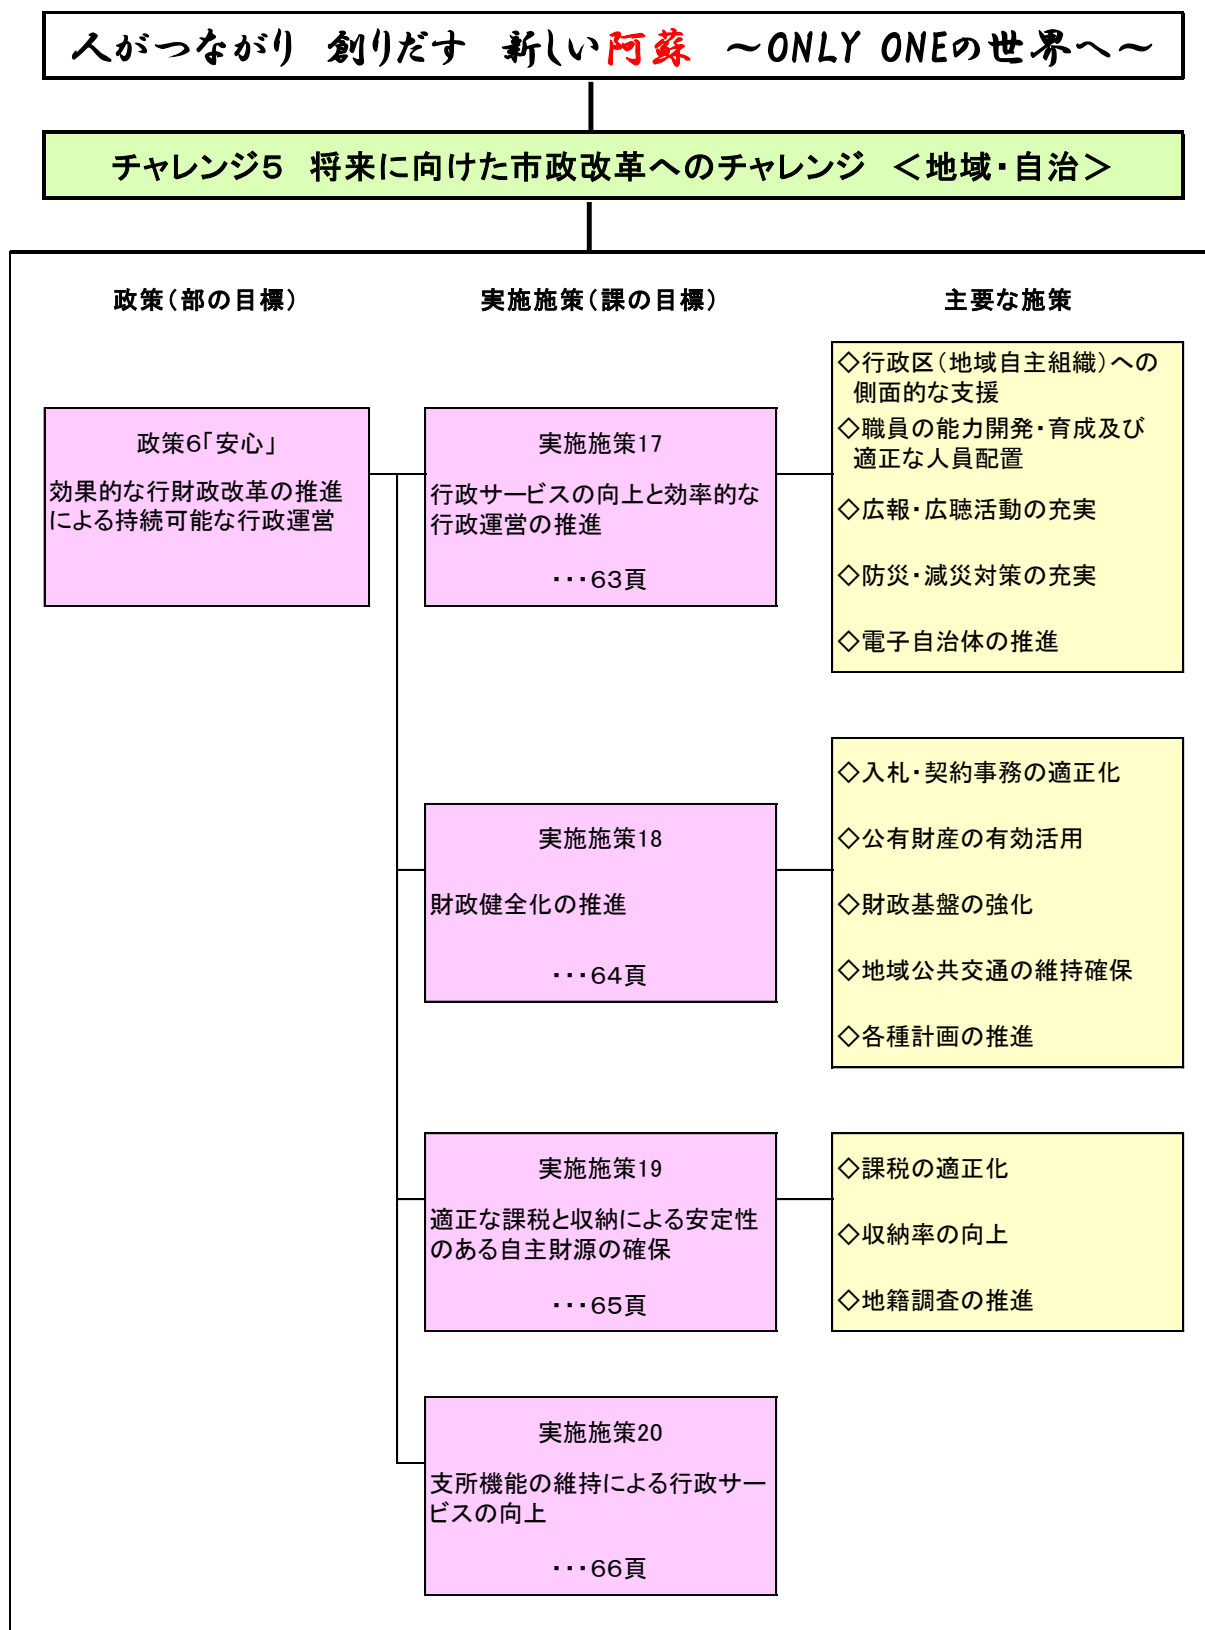 人がつながり 創りだす 新しい阿蘇 ～ONLY ONEの世界へ～
チャレンジ5 将来に向けた市政改革へのチャレンジ ＜地域・自治＞
政策（部の目標）
実施施策（課の目標）
主要な施策
政策6「安心」
効果的な行財政改革の推進
による持続可能な行政運営
実施施策17
行政サービスの向上と効率的な
行政運営の推進
・・・63頁
◇行政区（地域自主組織）への
側面的な支援
◇職員の能力開発・育成及び
適正な人員配置
◇広報・広聴活動の充実
◇防災・減災対策の充実
◇電子自治体の推進
実施施策18
財政健全化の推進
・・・64頁
◇入札・契約事務の適正化
◇公有財産の有効活用
◇財政基盤の強化
◇地域公共交通の維持確保
◇各種計画の推進
実施施策19
適正な課税と収納による安定性
のある自主財源の確保
・・・65頁
◇課税の適正化
◇収納率の向上
◇地籍調査の推進
実施施策20
支所機能の維持による行政サー
ビスの向上
・・・66頁